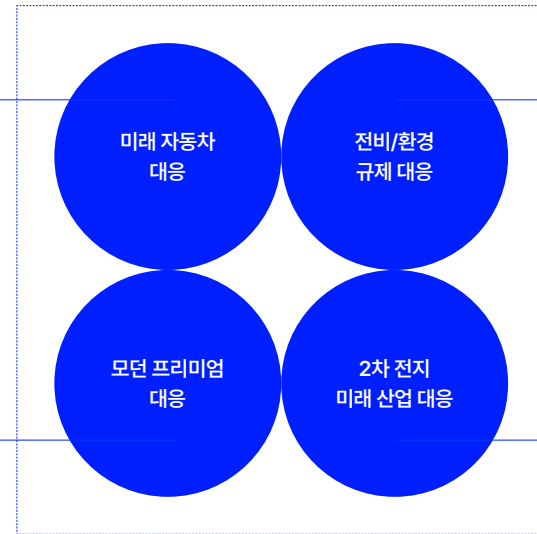 미래 자동차
대응
전비/환경
규제 대응
모던 프리미엄
대응
2차 전지
미래 산업 대응